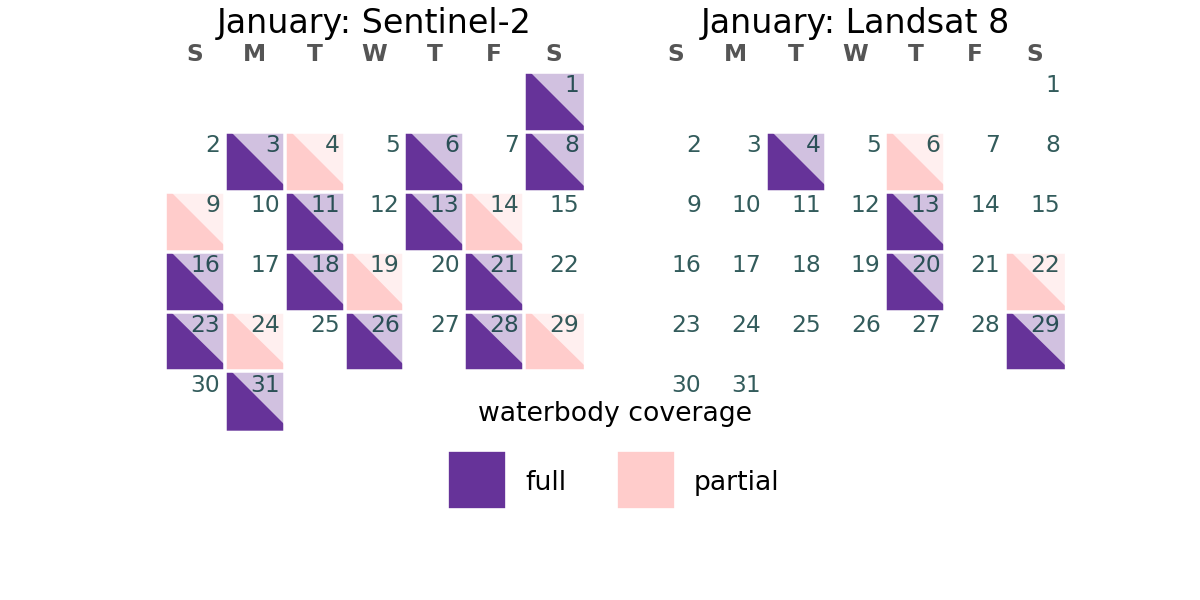 January: Sentinel-2
S M T W T F S
1
2 3 4 5 6 7 8
9 10 11 12 13 14 15
16 17 18 19 20 21 22
23 24 25 26 27 28 29
30 31
January: Landsat 8
S M T W T F S
1
2 3 4 5 6 7 8
9 10 11 12 13 14 15
16 17 18 19 20 21 22
23 24 25 26 27 28 29
30 31
waterbody coverage
full
partial